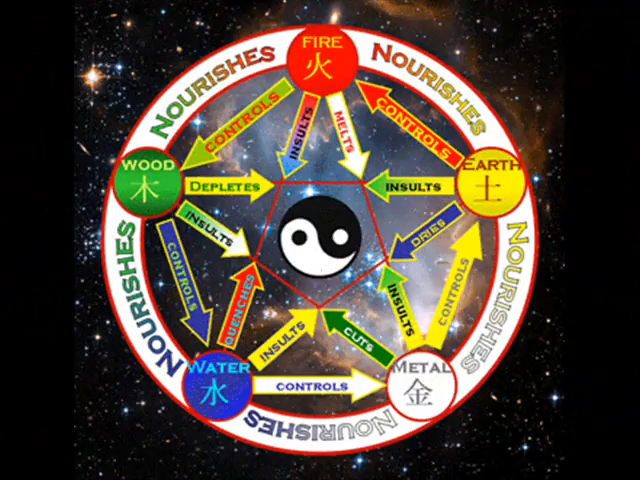 FIRE
火
NOURISHES
NOURISHES
CONTROLS
INSULTS
MELTS
CONTROLS
WOOD
木
DEPLETES
INSULTS
EARTH
土
INSULTS
DRIES
NOURISHES
CONTROLS
QUENCHES
INSULTS
CUTS
INSULTS
CONTROLS
NOURISHES
WATER
水
CONTROLS
METAL
金
NOURISHES